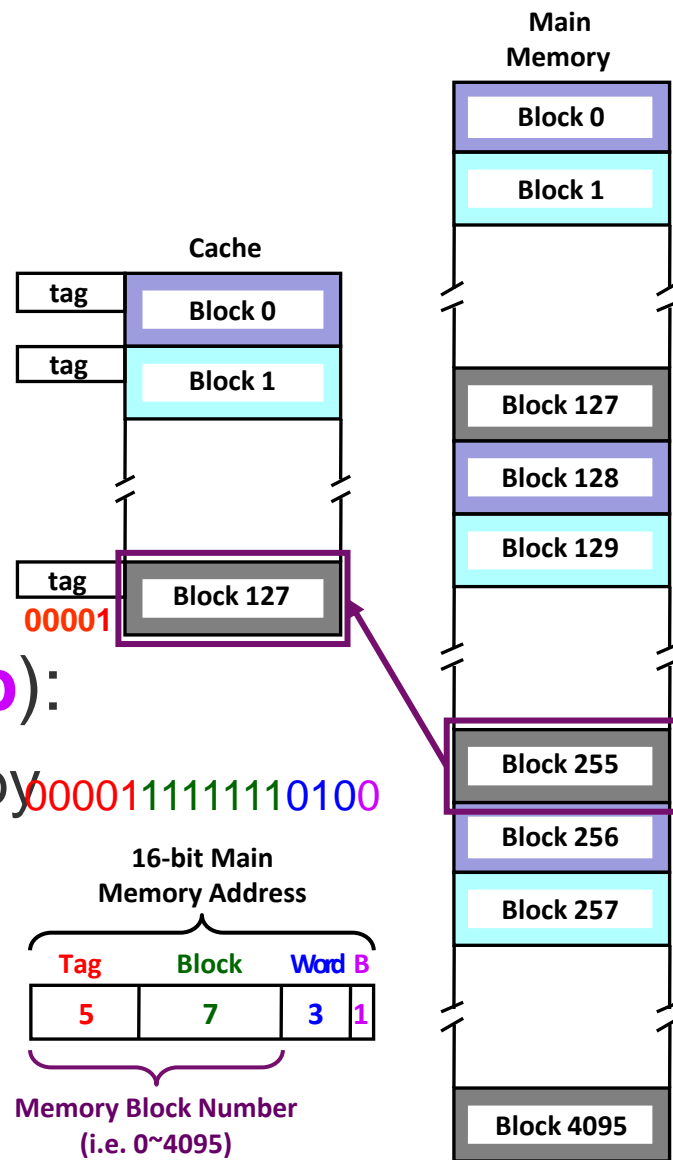 Main
Memory
Block 0
Block 1
Cache
tag
Block 0
tag
Block 1
Block 127
Block 128
Block 129
tag
Block 127
00001
):
Block 255
0000111111110100
Block 256
Block 257
16-bit Main
Memory Address
Tag Block Word B
5 7 3 1
Memory Block Number
(i.e. 0~4095)
Block 4095